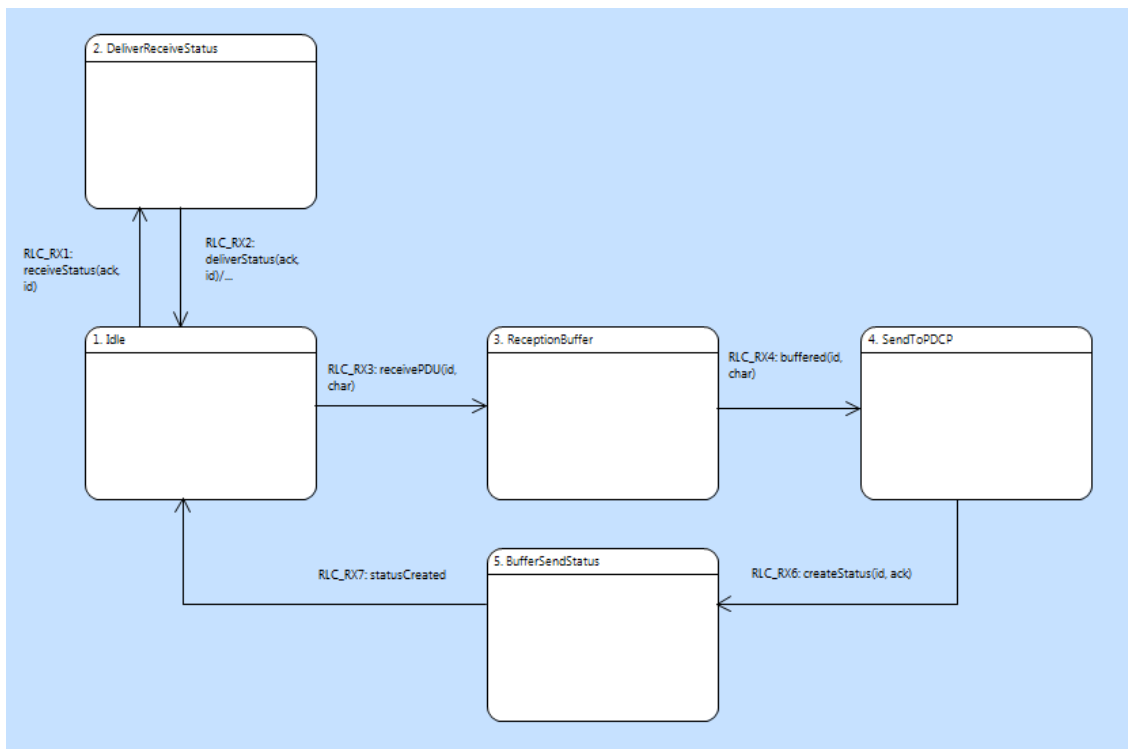 2. DeliverReceiveStatus
RLC_RX1:
receiveStatus(ack,
id)
RLC_RX2:
deliverStatus(ack,
id)/...
1. Idle
RLC_RX3: receivePDU(id,
char)
3. ReceptionBuffer
RLC_RX4: buffered(id,
char)
4. SendToPDCP
RLC_RX7: statusCreated
5. BufferSendStatus
RLC_RX6: createStatus(id, ack)